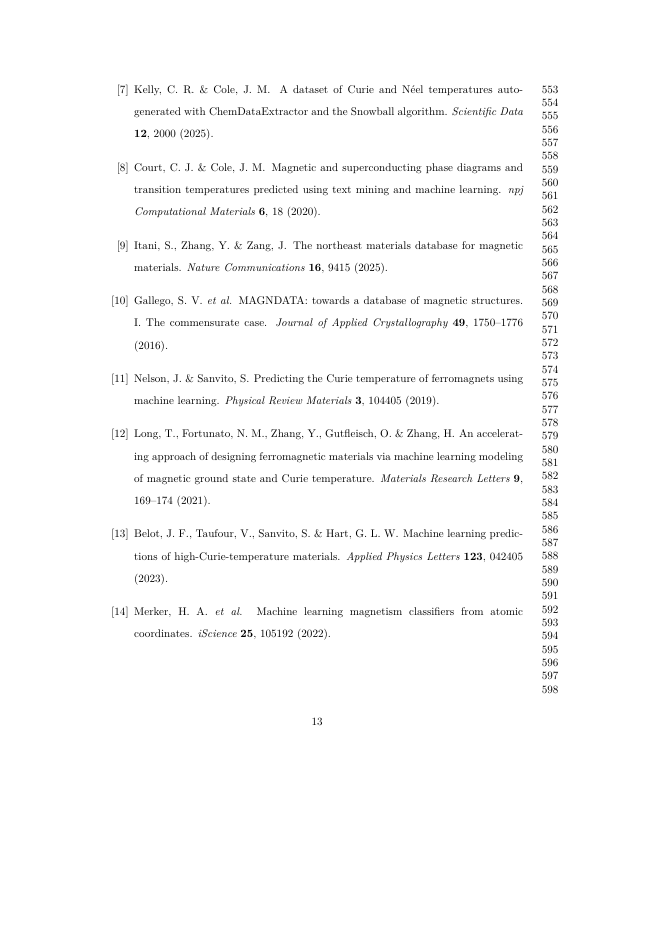 [7] Kelly, C. R. & Cole, J. M. A dataset of Curie and Néel temperatures auto-
generated with ChemDataExtractor and the Snowball algorithm. Scientific Data
12, 2000 (2025).
[8] Court, C. J. & Cole, J. M. Magnetic and superconducting phase diagrams and
transition temperatures predicted using text mining and machine learning. npj
Computational Materials 6, 18 (2020).
[9] Itani, S., Zhang, Y. & Zang, J. The northeast materials database for magnetic
materials. Nature Communications 16, 9415 (2025).
[10] Gallego, S. V. et al. MAGNDATA: towards a database of magnetic structures.
I. The commensurate case. Journal of Applied Crystallography 49, 1750–1776
(2016).
[11] Nelson, J. & Sanvito, S. Predicting the Curie temperature of ferromagnets using
machine learning. Physical Review Materials 3, 104405 (2019).
[12] Long, T., Fortunato, N. M., Zhang, Y., Gutfleisch, O. & Zhang, H. An accelerat-
ing approach of designing ferromagnetic materials via machine learning modeling
of magnetic ground state and Curie temperature. Materials Research Letters 9,
169–174 (2021).
[13] Belot, J. F., Taufour, V., Sanvito, S. & Hart, G. L. W. Machine learning predic-
tions of high-Curie-temperature materials. Applied Physics Letters 123, 042405
(2023).
[14] Merker, H. A. et al. Machine learning magnetism classifiers from atomic
coordinates. iScience 25, 105192 (2022).
553
554
555
556
557
558
559
560
561
562
563
564
565
566
567
568
569
570
571
572
573
574
575
576
577
578
579
580
581
582
583
584
585
586
587
588
589
590
591
592
593
594
595
596
597
598
13